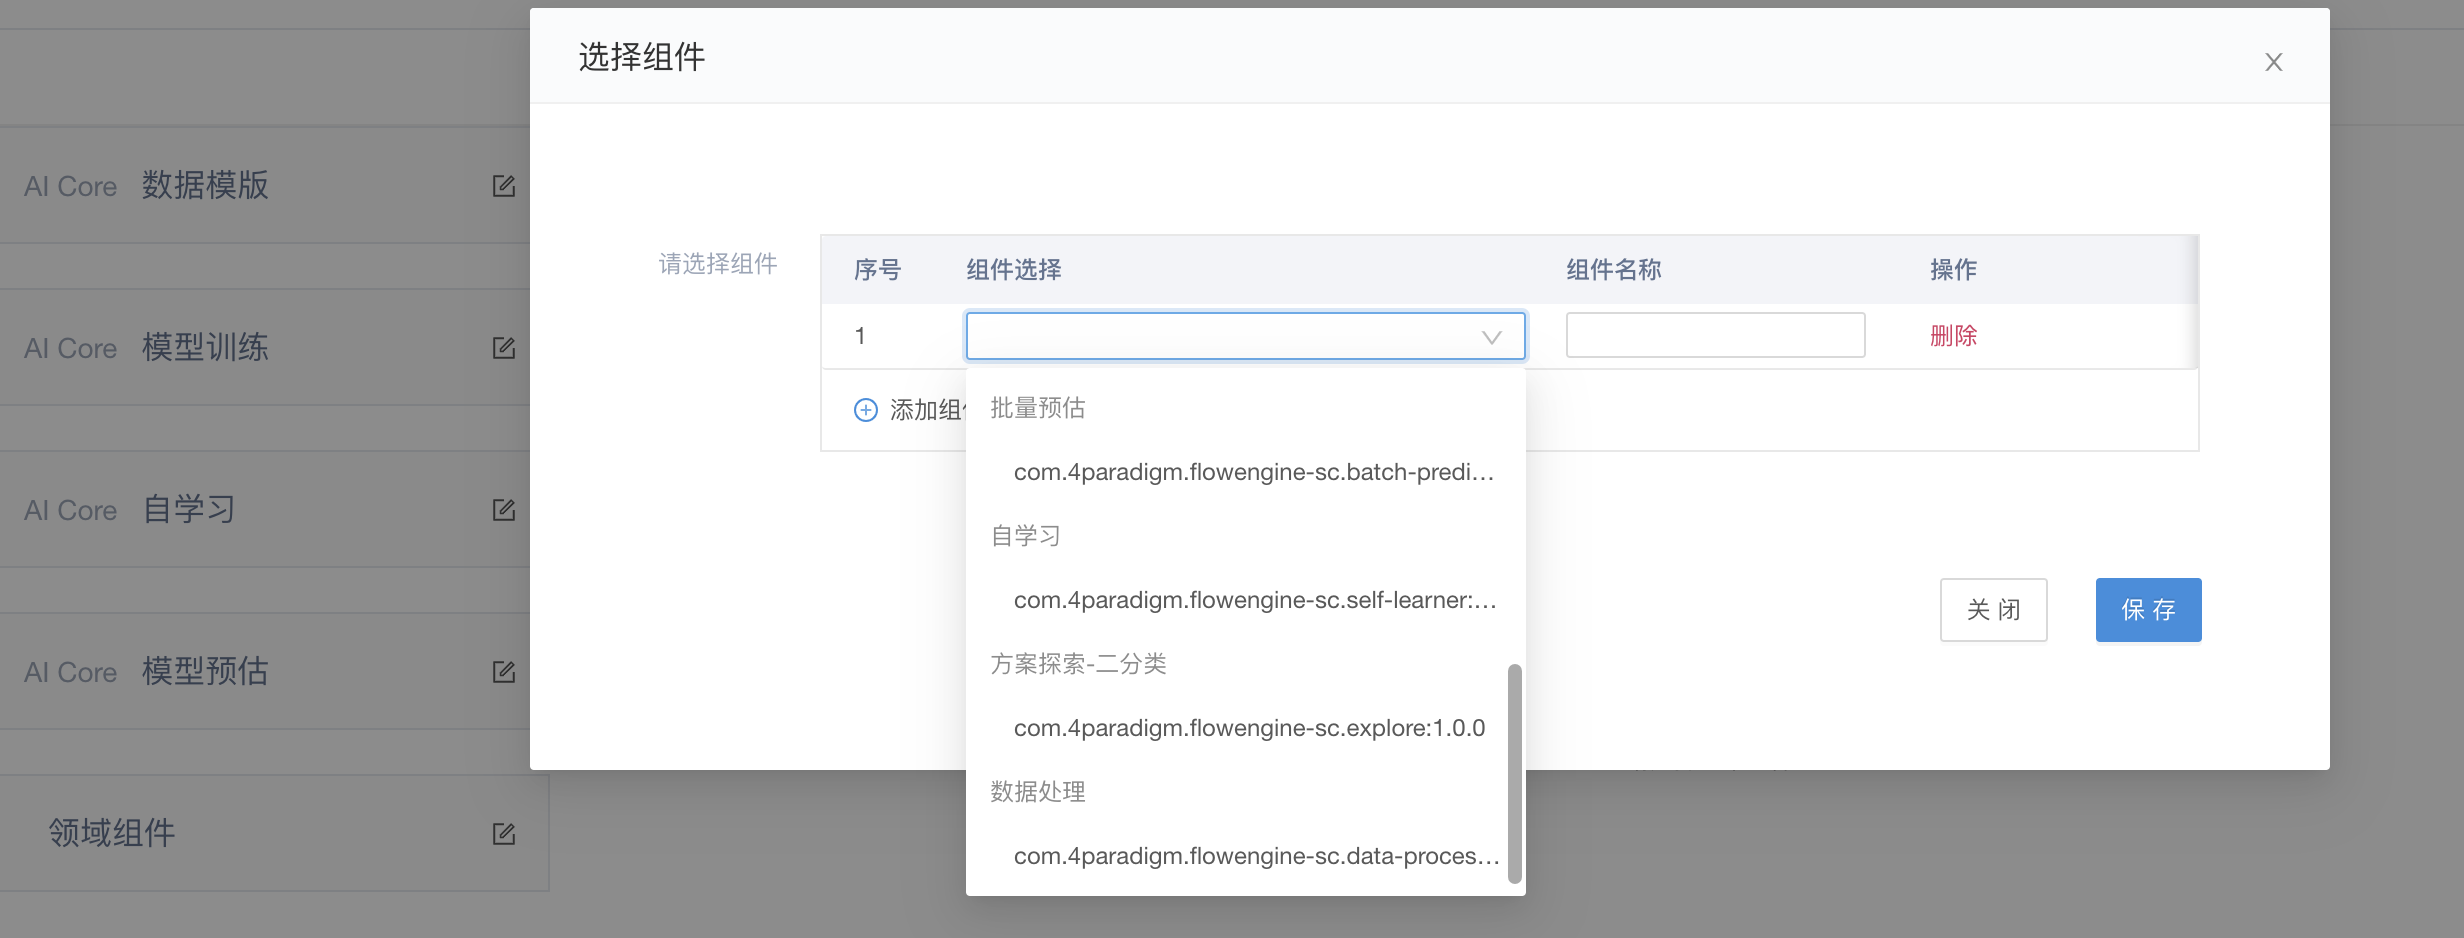 选择组件
AI Core 数据模版
AI Core 模型训练
AI Core 自学习
AI Core 模型预估
领域组件
请选择组件
序号 组件选择 组件名称 操作
1 删除
添加组
批量预估
com.4paradigm.flowengine-sc.batch-predi...
自学习
com.4paradigm.flowengine-sc.self-learner:...
方案探索-二分类
com.4paradigm.flowengine-sc.explore:1.0.0
数据处理
com.4paradigm.flowengine-sc.data-proces...
关 闭 保 存